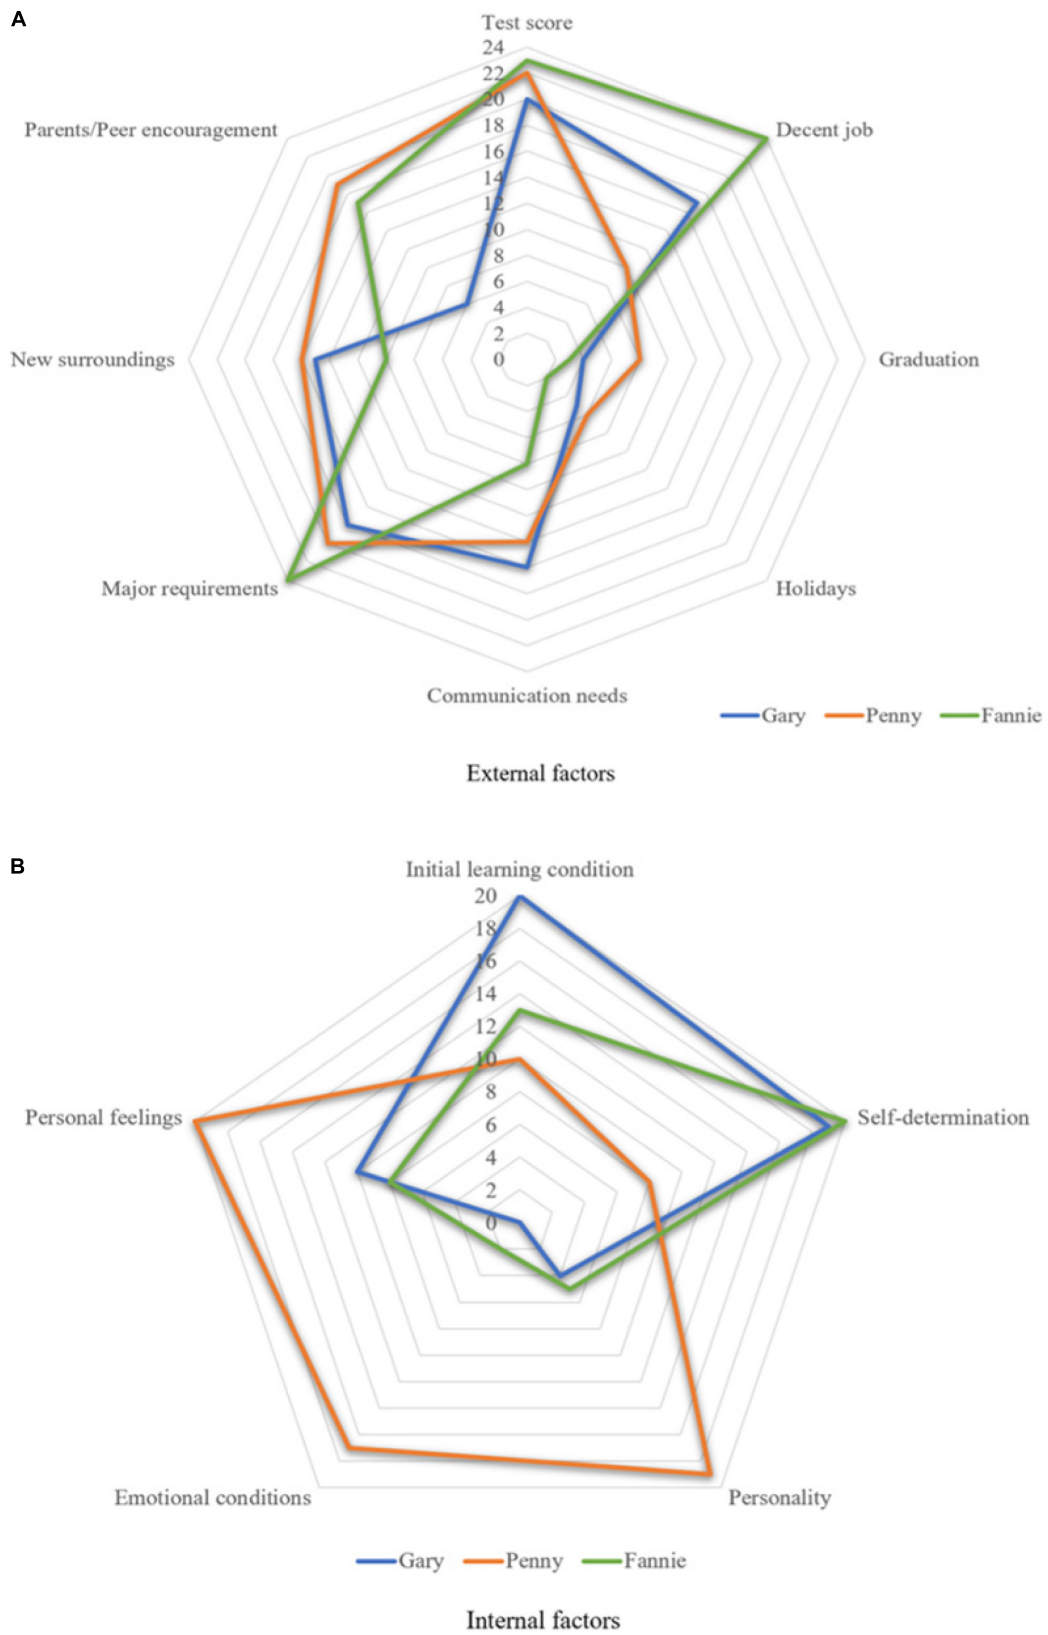 A
Test score
24
22
20
18
16
14
12
10
8
6
4
2
0
Parents/Peer encouragement
Decent job
New surroundings
Graduation
Major requirements
Holidays
Communication needs
Gary Penny Fannie
External factors
B
Initial learning condition
20
18
16
14
12
10
8
6
4
2
0
Personal feelings
Self-determination
Emotional conditions
Personality
Gary Penny Fannie
Internal factors